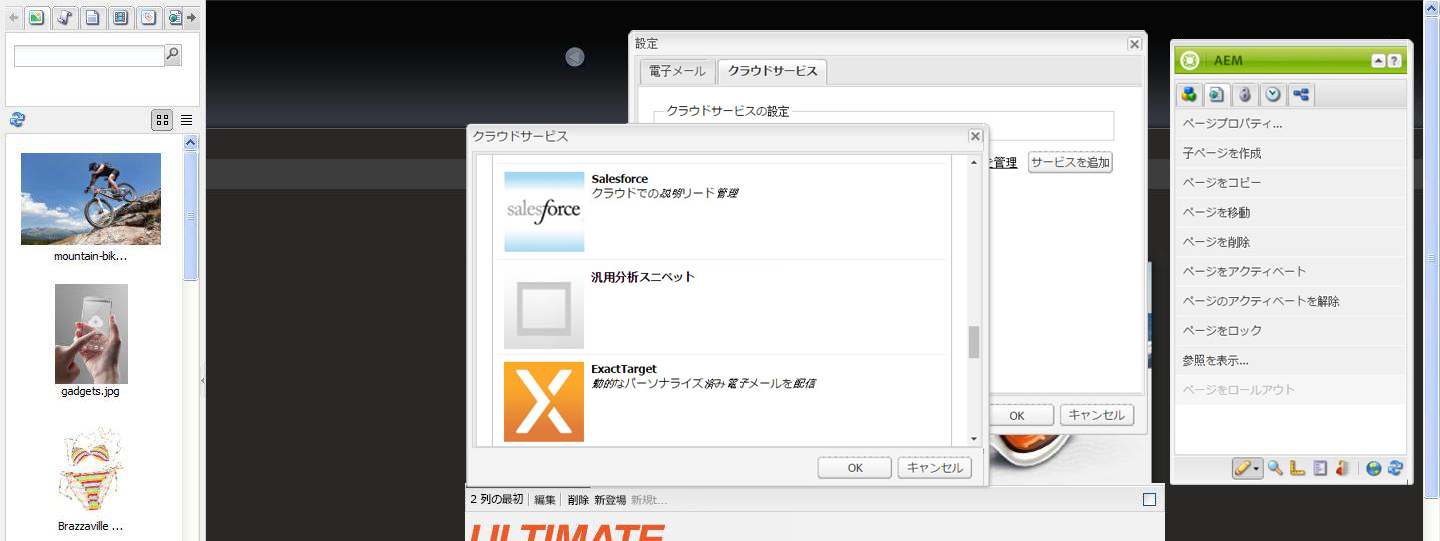 設定
電子メール
クラウドサービス
クラウドサービスの設定
を管理
サービスを追加
OK
キャンセル
クラウドサービス
Salesforce
クラウドでの説明リード管理
salesforce
汎用分析スニペット
ExactTarget
動的なパーソナライズ済み電子メールを配信
OK
キャンセル
2 列の最初
編集
削除
新登場
新規t...
ULTIMATE
mountain-bik...
gadgets.jpg
Brazzaville ...
AEM
ページプロパティ...
子ページを作成
ページをコピー
ページを移動
ページを削除
ページをアクティベート
ページのアクティベートを解除
ページをロック
参照を表示...
ページをロールアウト